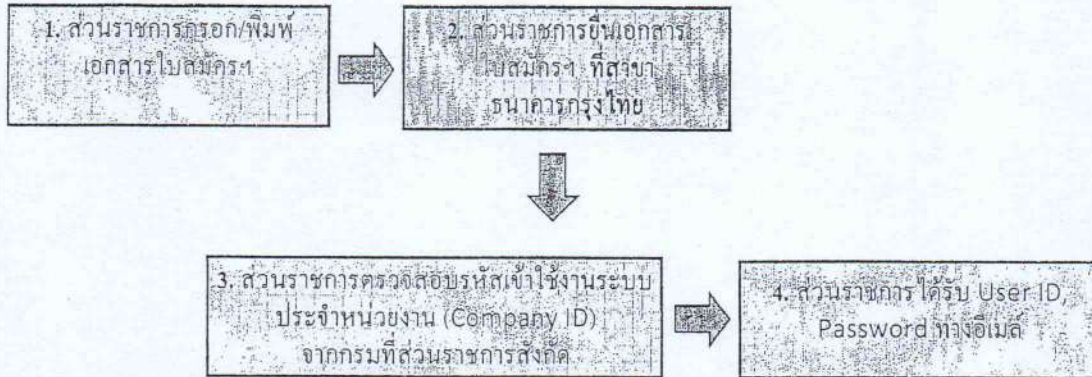 1. ส่วนราชการกรอก/พิมพ์
เอกสารใบสมัครฯ
2. ส่วนราชการยื่นเอกสาร
ใบสมัครฯ ที่สาขา
ธนาคารกรุงไทย
3. ส่วนราชการตรวจสอบรหัสเข้าใช้งานระบบ
ประจำหน่วยงาน (Company ID)
จากกรมที่ส่วนราชการสังกัด
4. ส่วนราชการได้รับ User ID,
Password ทางอีเมล์